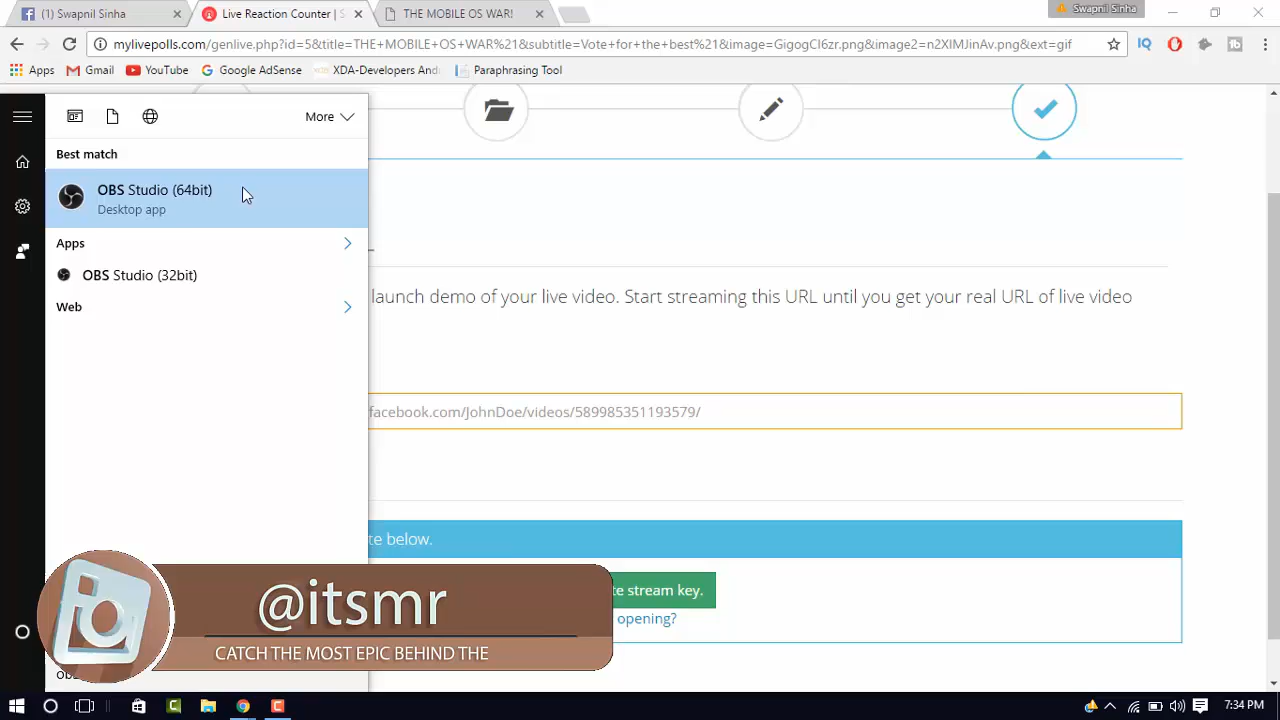 (1) Swapnil Sinha
Live Reaction Counter | S
THE MOBILE OS WAR!
Swapnil Sinha
mylivepolls.com/genlive.php?id=5&title=THE+MOBILE+OS+WAR%21&subtitle=Vote+for+the+best%21&image=GigogCI6zr.png&image2=n2XIMJinAv.png&ext=gif
Apps
Gmail
YouTube
Google AdSense
XDA-Developers And
Paraphrasing Tool
More
Best match
OBS Studio (64bit)
Desktop app
Apps
OBS Studio (32bit)
Web
launch demo of your live video. Start streaming this URL until you get your real URL of live video
facebook.com/JohnDoe/videos/589985351193579/
te below.
te stream key.
opening?
@itsmr
CATCH THE MOST EPIC BEHIND THE
7:34 PM